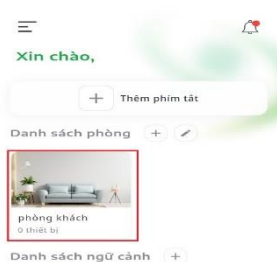 Xin chào,
Thêm phím tắt
Danh sách phòng
phòng khách
0 thiết bị
Danh sách ngữ cảnh